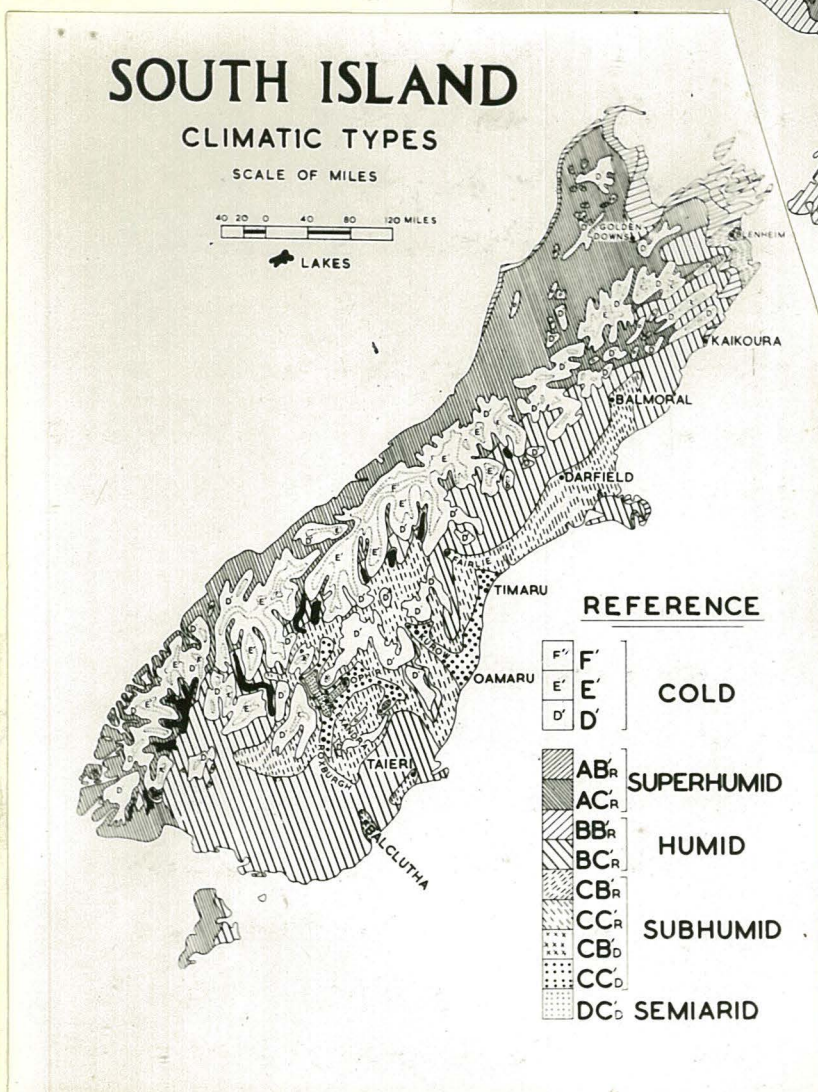 SOUTH ISLAND
CLIMATIC TYPES
SCALE OF MILES
40 20 0 40 80 120 MILES
LAKES
GOLDEN
DOWNS
BLENHEIM
KAIKOURA
BALMORAL
DARFIELD
FAIRLIE
TIMARU
OAMARU
ROXBURGH
TAIERI
BALCLUTHA
REFERENCE
F' F'
E' E'
D' D'
COLD
AB'R
AC'R
SUPERHUMID
BB'R
BC'R
HUMID
CB'R
CC'R
CB'D
CC'D
SUBHUMID
DC'D SEMIARID